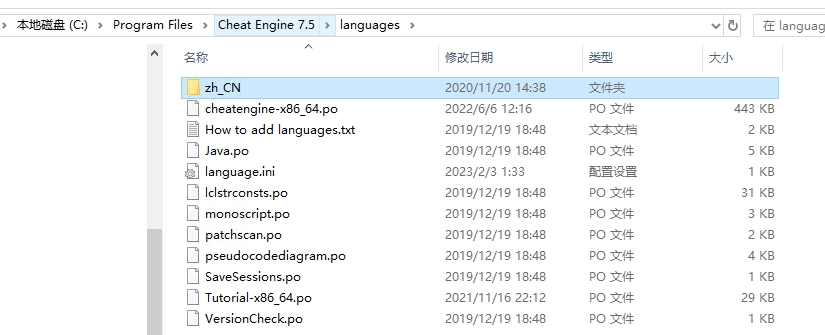 本地磁盘 (C:) Program Files Cheat Engine 7.5 languages 在 languag
名称 修改日期 类型 大小
zh_CN 2020/11/20 14:38 文件夹
cheatengine-x86_64.po 2022/6/6 12:16 PO 文件 443 KB
How to add languages.txt 2019/12/19 18:48 文本文档 2 KB
Java.po 2019/12/19 18:48 PO 文件 5 KB
language.ini 2023/2/3 1:33 配置设置 1 KB
lclstrconsts.po 2019/12/19 18:48 PO 文件 31 KB
monoscript.po 2019/12/19 18:48 PO 文件 3 KB
patchscan.po 2019/12/19 18:48 PO 文件 2 KB
pseudocodediagram.po 2019/12/19 18:48 PO 文件 4 KB
SaveSessions.po 2019/12/19 18:48 PO 文件 1 KB
Tutorial-x86_64.po 2021/11/16 22:12 PO 文件 29 KB
VersionCheck.po 2019/12/19 18:48 PO 文件 1 KB